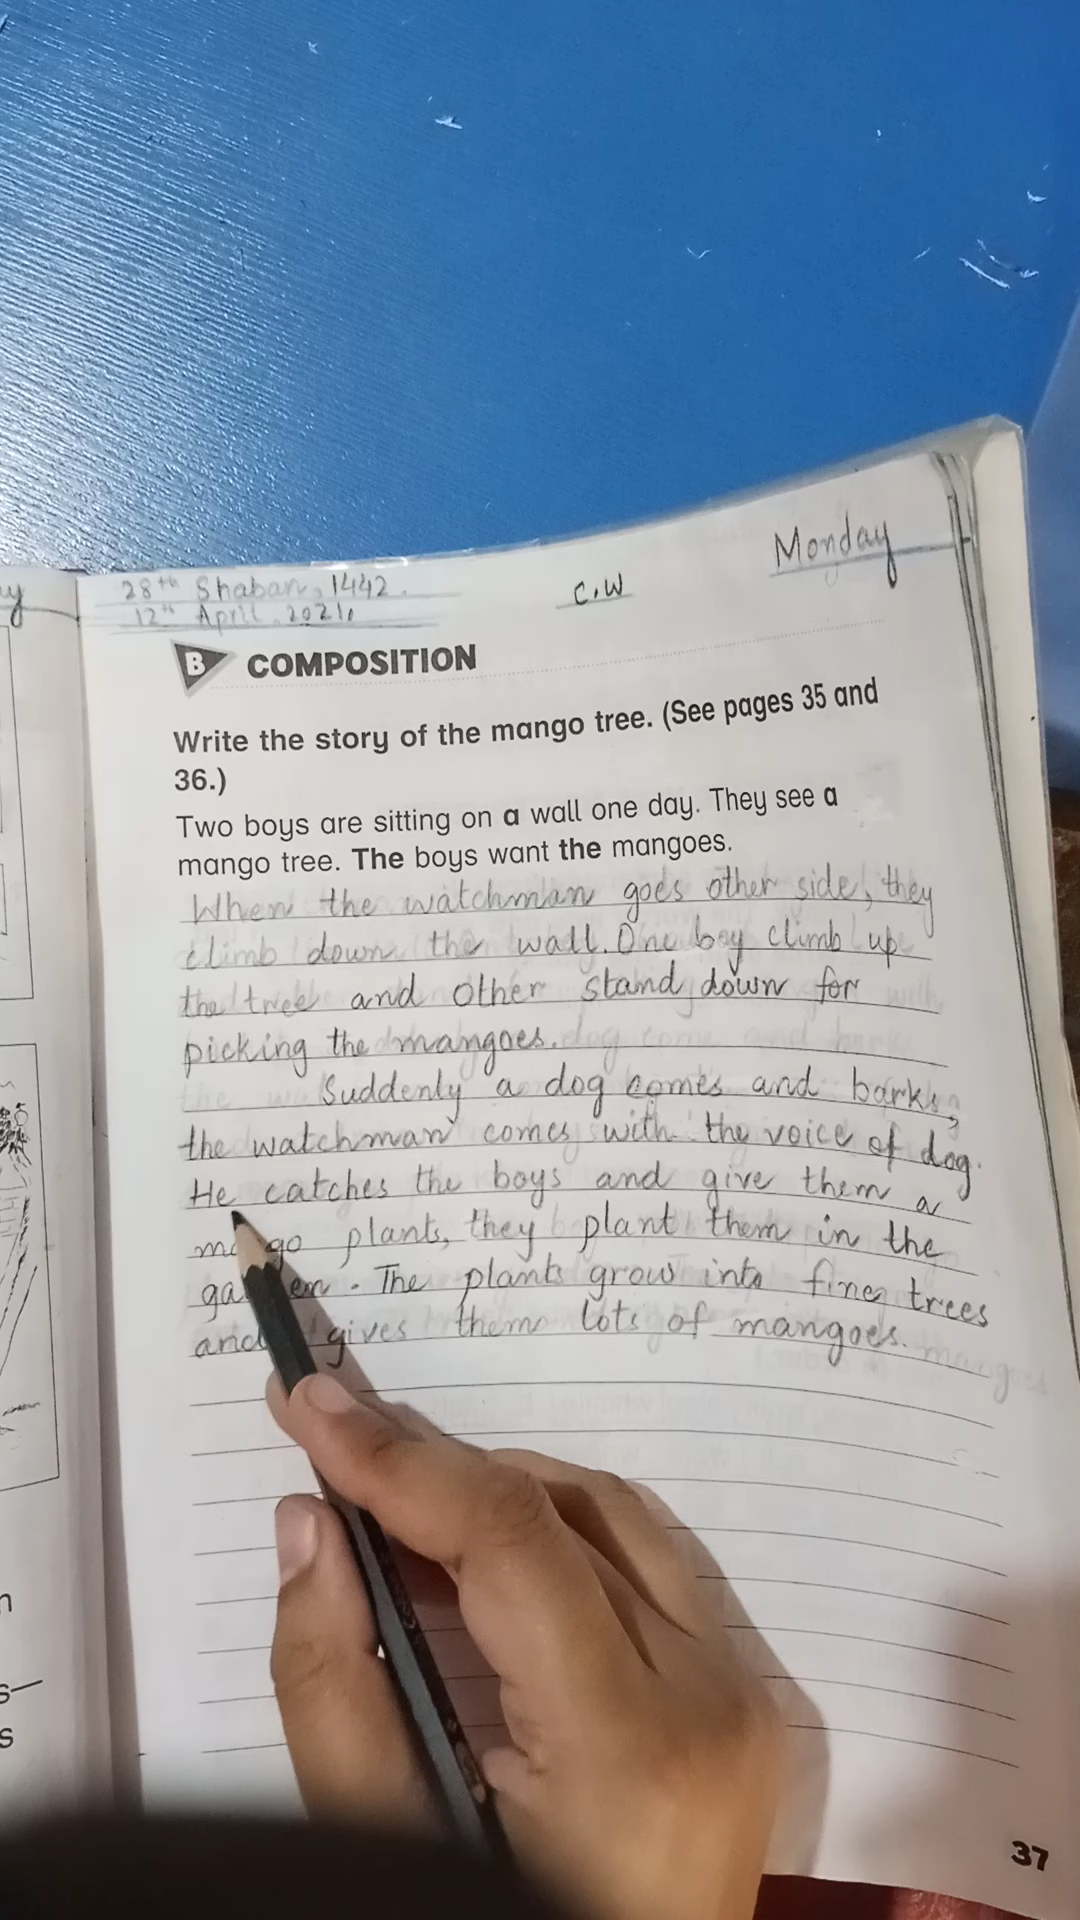 Monday
28th Shaban, 1442.
C.W
12th April, 2021,
B COMPOSITION
Write the story of the mango tree. (See pages 35 and
36.)
Two boys are sitting on a wall one day. They see a
mango tree. The boys want the mangoes.
When the watchman goes other side, they
climb down the wall. One boy climb up
the tree and other stand down for
picking the mangoes.
Suddenly a dog comes and barks,
the watchman comes with the voice of dog.
He catches the boys and give them a
go plants, they plant them in the
The plants grow into fine trees
and gives them lots of mangoes.
37